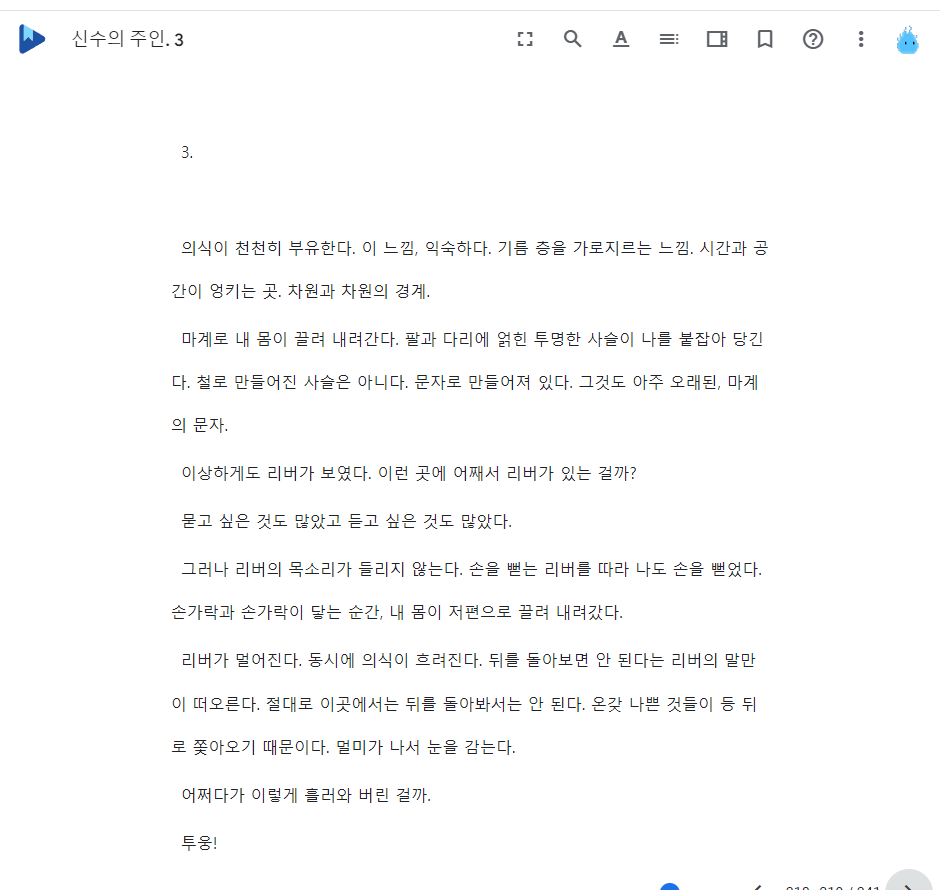 신수의 주인. 3
3.
의식이 천천히 부유한다. 이 느낌, 익숙하다. 기름 층을 가로지르는 느낌. 시간과 공
간이 엉키는 곳. 차원과 차원의 경계.
마계로 내 몸이 끌려 내려간다. 팔과 다리에 얽힌 투명한 사슬이 나를 붙잡아 당긴
다. 철로 만들어진 사슬은 아니다. 문자로 만들어져 있다. 그것도 아주 오래된, 마계
의 문자.
이상하게도 리버가 보였다. 이런 곳에 어째서 리버가 있는 걸까?
묻고 싶은 것도 많았고 듣고 싶은 것도 많았다.
그러나 리버의 목소리가 들리지 않는다. 손을 뻗는 리버를 따라 나도 손을 뻗었다.
손가락과 손가락이 닿는 순간, 내 몸이 저편으로 끌려 내려갔다.
리버가 멀어진다. 동시에 의식이 흐려진다. 뒤를 돌아보면 안 된다는 리버의 말만
이 떠오른다. 절대로 이곳에서는 뒤를 돌아봐서는 안 된다. 온갖 나쁜 것들이 등 뒤
로 쫓아오기 때문이다. 멀미가 나서 눈을 감는다.
어쩌다가 이렇게 흘러와 버린 걸까.
투웅!